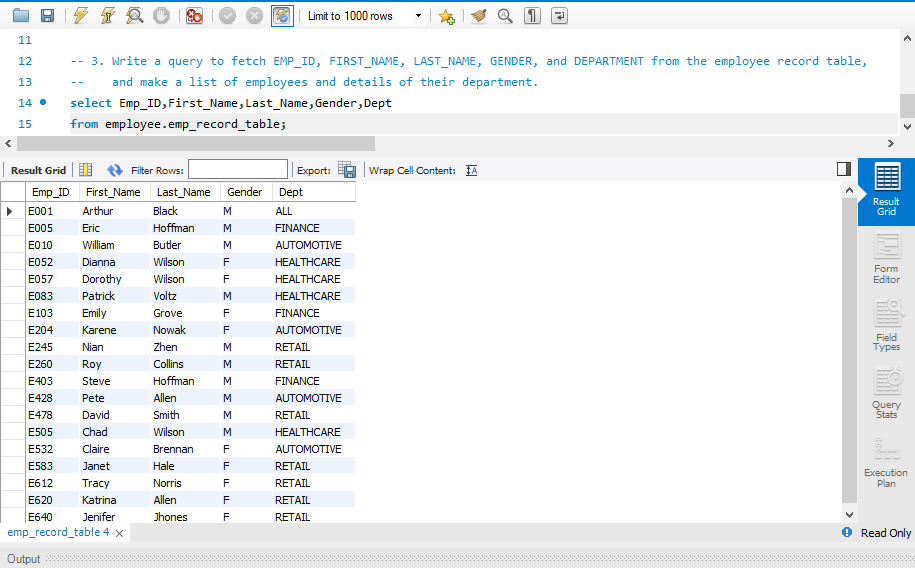 Limit to 1000 rows
11
12 -- 3. Write a query to fetch EMP_ID, FIRST_NAME, LAST_NAME, GENDER, and DEPARTMENT from the employee record table,
13 -- and make a list of employees and details of their department.
14 select Emp_ID,First_Name,Last_Name,Gender,Dept
15 from employee.emp_record_table;
Result Grid Filter Rows: Export: Wrap Cell Content:
Emp_ID First_Name Last_Name Gender Dept
E001 Arthur Black M ALL
E005 Eric Hoffman M FINANCE
E010 William Butler M AUTOMOTIVE
E052 Dianna Wilson F HEALTHCARE
E057 Dorothy Wilson F HEALTHCARE
E083 Patrick Voltz M HEALTHCARE
E103 Emily Grove F FINANCE
E204 Karene Nowak F AUTOMOTIVE
E245 Nian Zhen M RETAIL
E260 Roy Collins M RETAIL
E403 Steve Hoffman M FINANCE
E428 Pete Allen M AUTOMOTIVE
E478 David Smith M RETAIL
E505 Chad Wilson M HEALTHCARE
E532 Claire Brennan F AUTOMOTIVE
E583 Janet Hale F RETAIL
E612 Tracy Norris F RETAIL
E620 Katrina Allen F RETAIL
E640 Jenifer Jhones F RETAIL
Result
Grid
Form
Editor
Field
Types
Query
Stats
Execution
Plan
emp_record_table 4 Read Only
Output